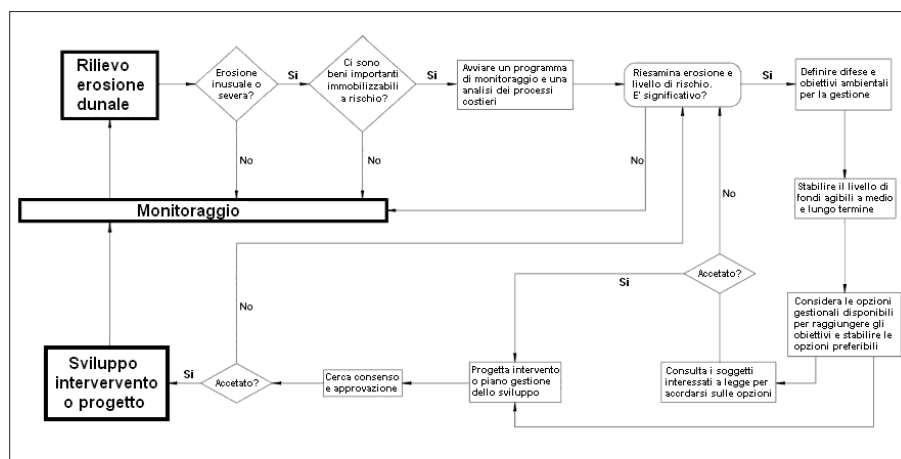 Rilievo
erosione
dunale
Erosione
inusuale o
severa?
Si
Ci sono
beni importanti
immobilizzabili
a rischio?
Si
Avviare un programma
di monitoraggio e una
analisi dei processi
costieri
Riesamina erosione e
livello di rischio.
E' significativo?
Si
Definire difese e
obiettivi ambientali
per la gestione
No
No
No
No
Monitoraggio
Stabilire il livello di
fondi agibili a medio
e lungo termine
Accetato?
Si
No
Considera le opzioni
gestionali disponibili
per raggiungere gli
obiettivi e stabilire le
opzioni preferibili
Sviluppo
intervervento
o progetto
Si
Accetato?
Cerca consenso
e approvazione
Progetta intervento
o piano gestione
dello sviluppo
Consulta i soggetti
interessati a legge per
acordarsi sulle opzioni